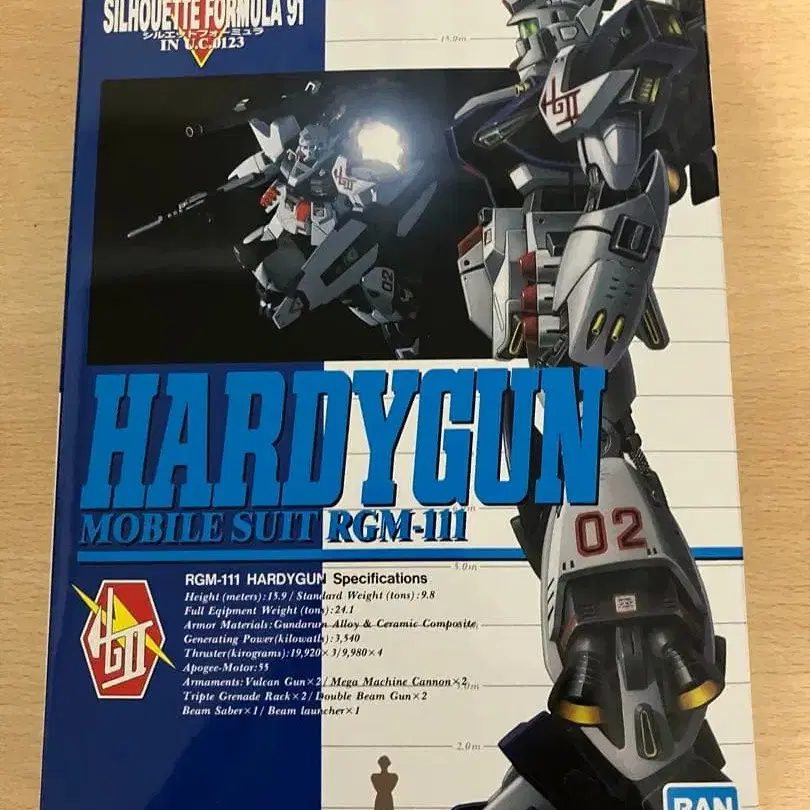 SILHOUETTE FORMULA 91
シルエットフォーミュラ
IN U.C.0123
15.0m
HARDYGUN
MOBILE SUIT RGM-111
5.0m
RGM-111 HARDYGUN Specifications
Height (meters):15.9 / Standard Weight (tons):9.8
Full Eqipment Weight (tons):24.1
Armor Materials:Gundarum Alloy & Ceramic Composite
Generating Power(kilowatls):3,540
Thruster(kirograms):19,920×3/9,980×4
Apogee-Motor:55
Armaments:Vulcan Gun×2 / Mega Machine Cannon×2
Tripte Grenade Rack×2 / Double Beam Gun×2
Beam Saber×1 / Beam launcher×1
2.0m
02
02
BAN